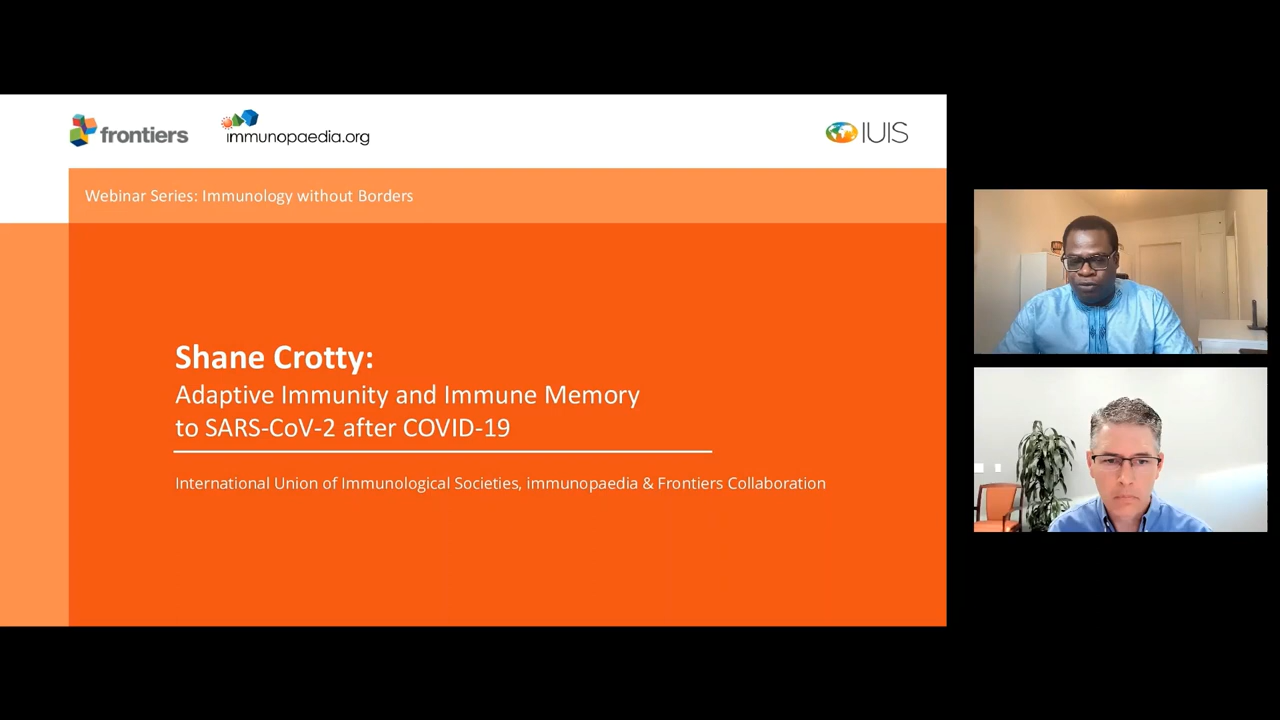 frontiers
immunopaedia.org
IUIS
Webinar Series: Immunology without Borders
Shane Crotty:
Adaptive Immunity and Immune Memory
to SARS-CoV-2 after COVID-19
International Union of Immunological Societies, immunopaedia & Frontiers Collaboration